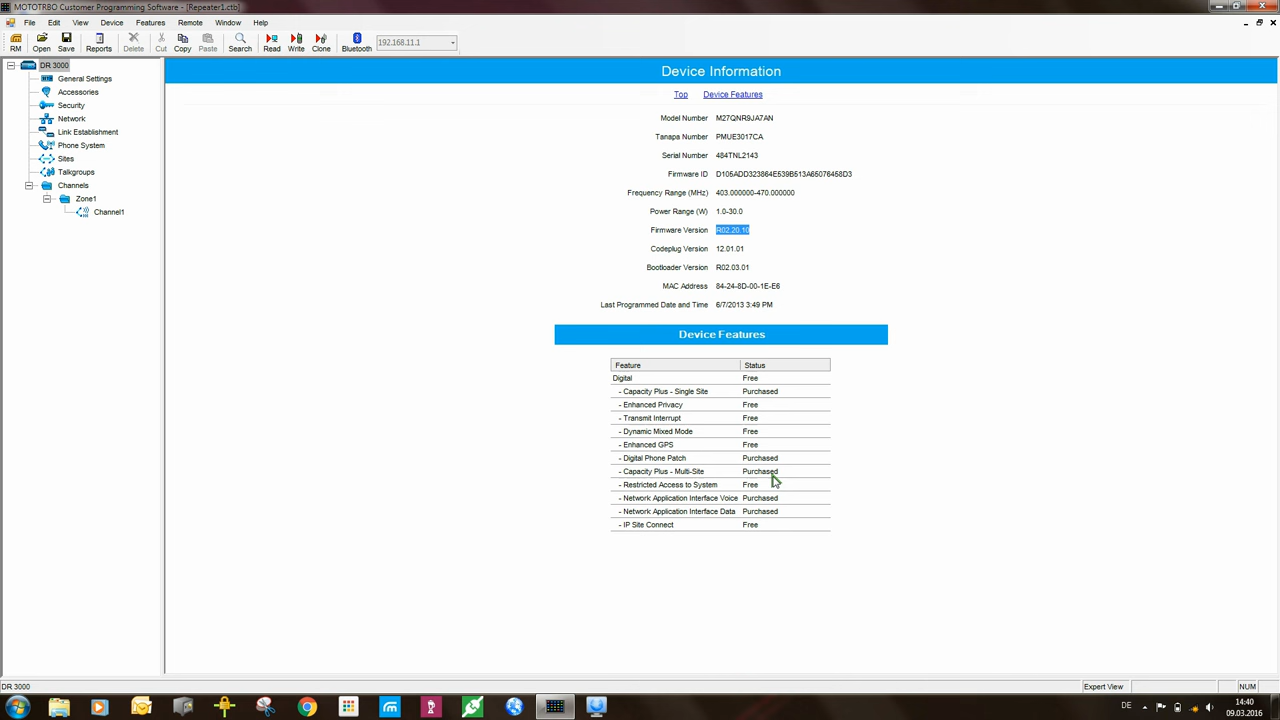 MOTOTRBO Customer Programming Software - [Repeater1.ctb]
File Edit View Device Features Remote Window Help
RM Open Save Reports Delete Cut Copy Paste Search Read Write Clone Bluetooth 192.168.11.1
DR 3000
General Settings
Accessories
Security
Network
Link Establishment
Phone System
Sites
Talkgroups
Channels
Zone1
Channel1
Device Information
Top Device Features
Model Number M27QNR9JA7AN
Tanapa Number PMUE3017CA
Serial Number 484TNL2143
Firmware ID D105ADD323864E539B513A65076458D3
Frequency Range (MHz) 403.000000-470.000000
Power Range (W) 1.0-30.0
Firmware Version R02.20.10
Codeplug Version 12.01.01
Bootloader Version R02.03.01
MAC Address 84-24-8D-00-1E-E6
Last Programmed Date and Time 6/7/2013 3:49 PM
Device Features
Feature Status
Digital Free
- Capacity Plus - Single Site Purchased
- Enhanced Privacy Free
- Transmit Interrupt Free
- Dynamic Mixed Mode Free
- Enhanced GPS Free
- Digital Phone Patch Purchased
- Capacity Plus - Multi-Site Purchased
- Restricted Access to System Free
- Network Application Interface Voice Purchased
- Network Application Interface Data Purchased
- IP Site Connect Free
DR 3000 Expert View NUM
DE 14:40
09.03.2016